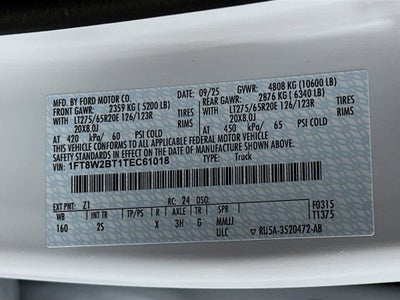 MFD. BY FORD MOTOR CO. 09/25 GVWR: 4808 KG (10600 LB)
FRONT GAWR: 2359 KG (5200 LB) REAR GAWR: 2876 KG (6340 LB)
WITH WITH
LT275/65R20E 126/123R LT275/65R20E 126/123R
20X8.0J 20X8.0J
AT 420 kPa/ 60 PSI COLD AT 450 kPa/ 65 PSI COLD
THIS VEHICLE CONFORMS TO ALL APPLICABLE FEDERAL MOTOR VEHICLE
SAFETY STANDARDS IN EFFECT ON THE DATE OF MANUFACTURE SHOWN ABOVE.
VIN: 1FT8W2BT1TEC61018 TYPE: Truck
EXT PNT: Z1 RC: 24 DSO: F0315
WB INT TR TP/PS R AXLE TR SPR T1375
160 2S X 3H G MMJJ
ULC RU5A-3520472-AB